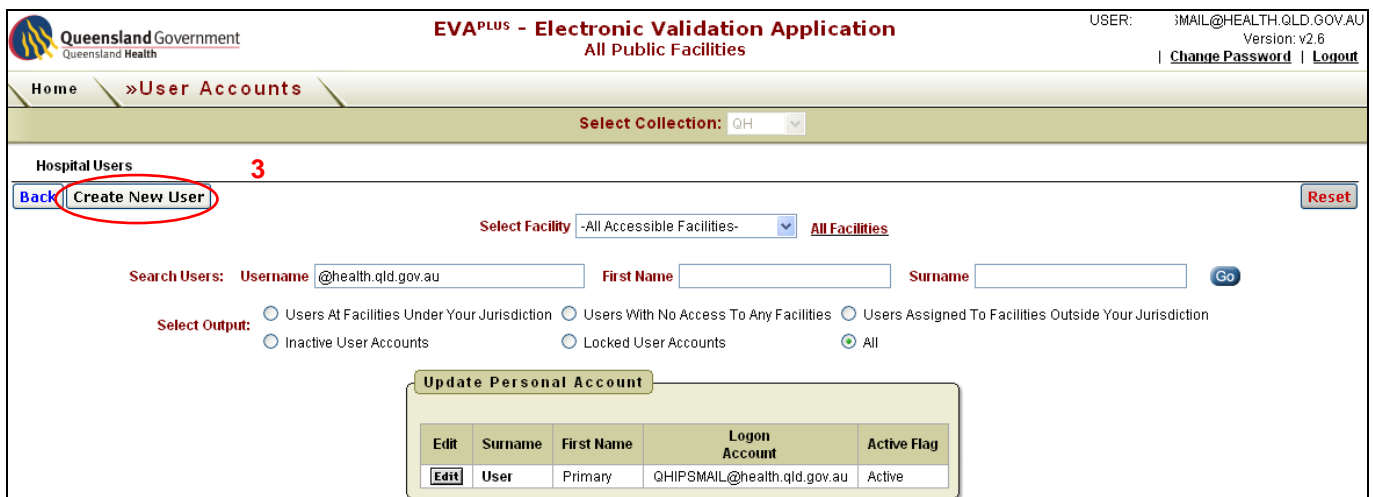 Queensland Government
Queensland Health
EVAPLUS - Electronic Validation Application
All Public Facilities
USER: MAIL@HEALTH.QLD.GOV.AU
Version: v2.6
| Change Password | Logout
Home »User Accounts
Select Collection: QH
Hospital Users
3
Back Create New User Reset
Select Facility -All Accessible Facilities- All Facilities
Search Users: Username @health.qld.gov.au First Name Surname Go
Select Output: Users At Facilities Under Your Jurisdiction Users With No Access To Any Facilities Users Assigned To Facilities Outside Your Jurisdiction
Inactive User Accounts Locked User Accounts All
Update Personal Account
Edit Surname First Name Logon Account Active Flag
Edit User Primary QHIPSMAIL@health.qld.gov.au Active